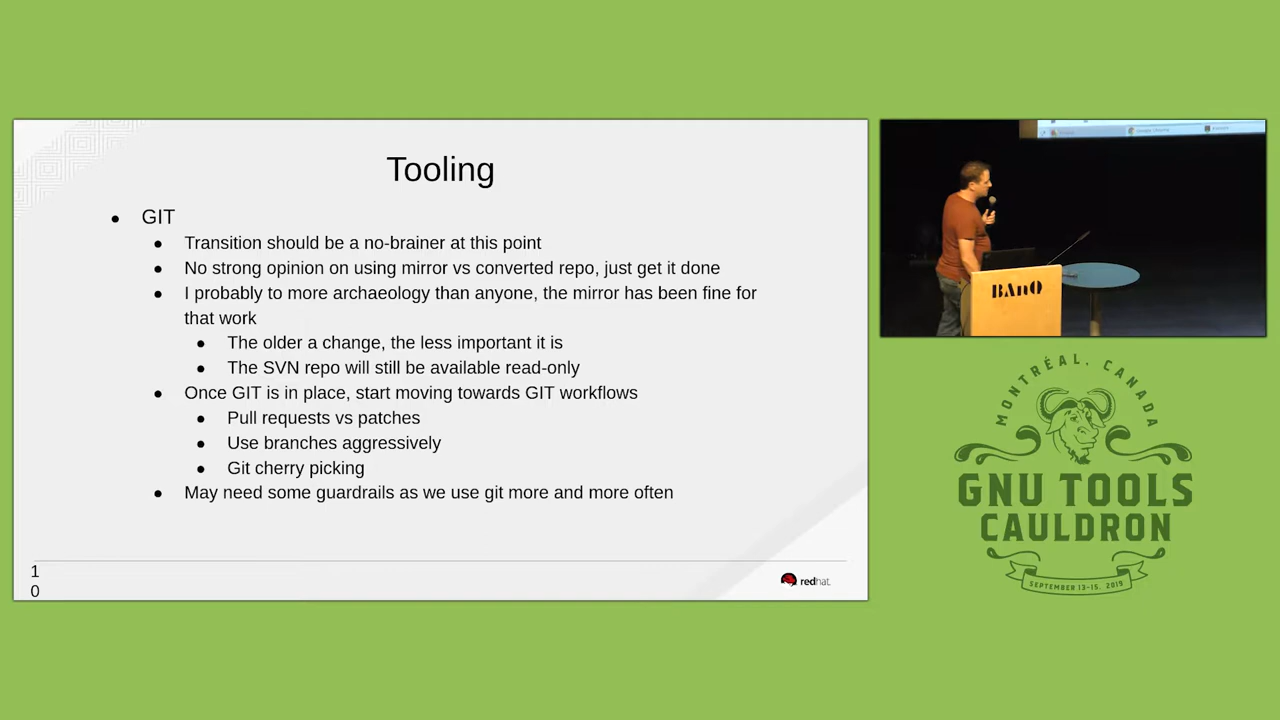 Tooling
GIT
Transition should be a no-brainer at this point
No strong opinion on using mirror vs converted repo, just get it done
I probably to more archaeology than anyone, the mirror has been fine for
that work
The older a change, the less important it is
The SVN repo will still be available read-only
Once GIT is in place, start moving towards GIT workflows
Pull requests vs patches
Use branches aggressively
Git cherry picking
May need some guardrails as we use git more and more often
1
0
redhat.
BAnQ
MONTRÉAL, CANADA
GNU TOOLS
CAULDRON
SEPTEMBER 13-15, 2019